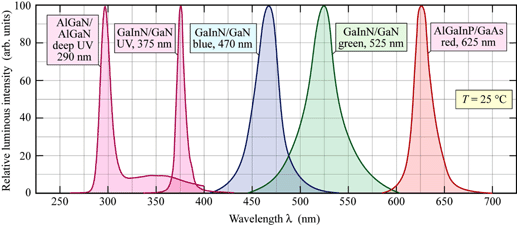 AlGaN/
AlGaN
deep UV
290 nm
GaInN/GaN
UV, 375 nm
GaInN/GaN
blue, 470 nm
GaInN/GaN
green, 525 nm
AlGaInP/GaAs
red, 625 nm
T = 25 °C
Relative luminous intensity (arb. units)
100
80
60
40
20
0
250
300
350
400
450
500
550
600
650
700
Wavelength λ (nm)